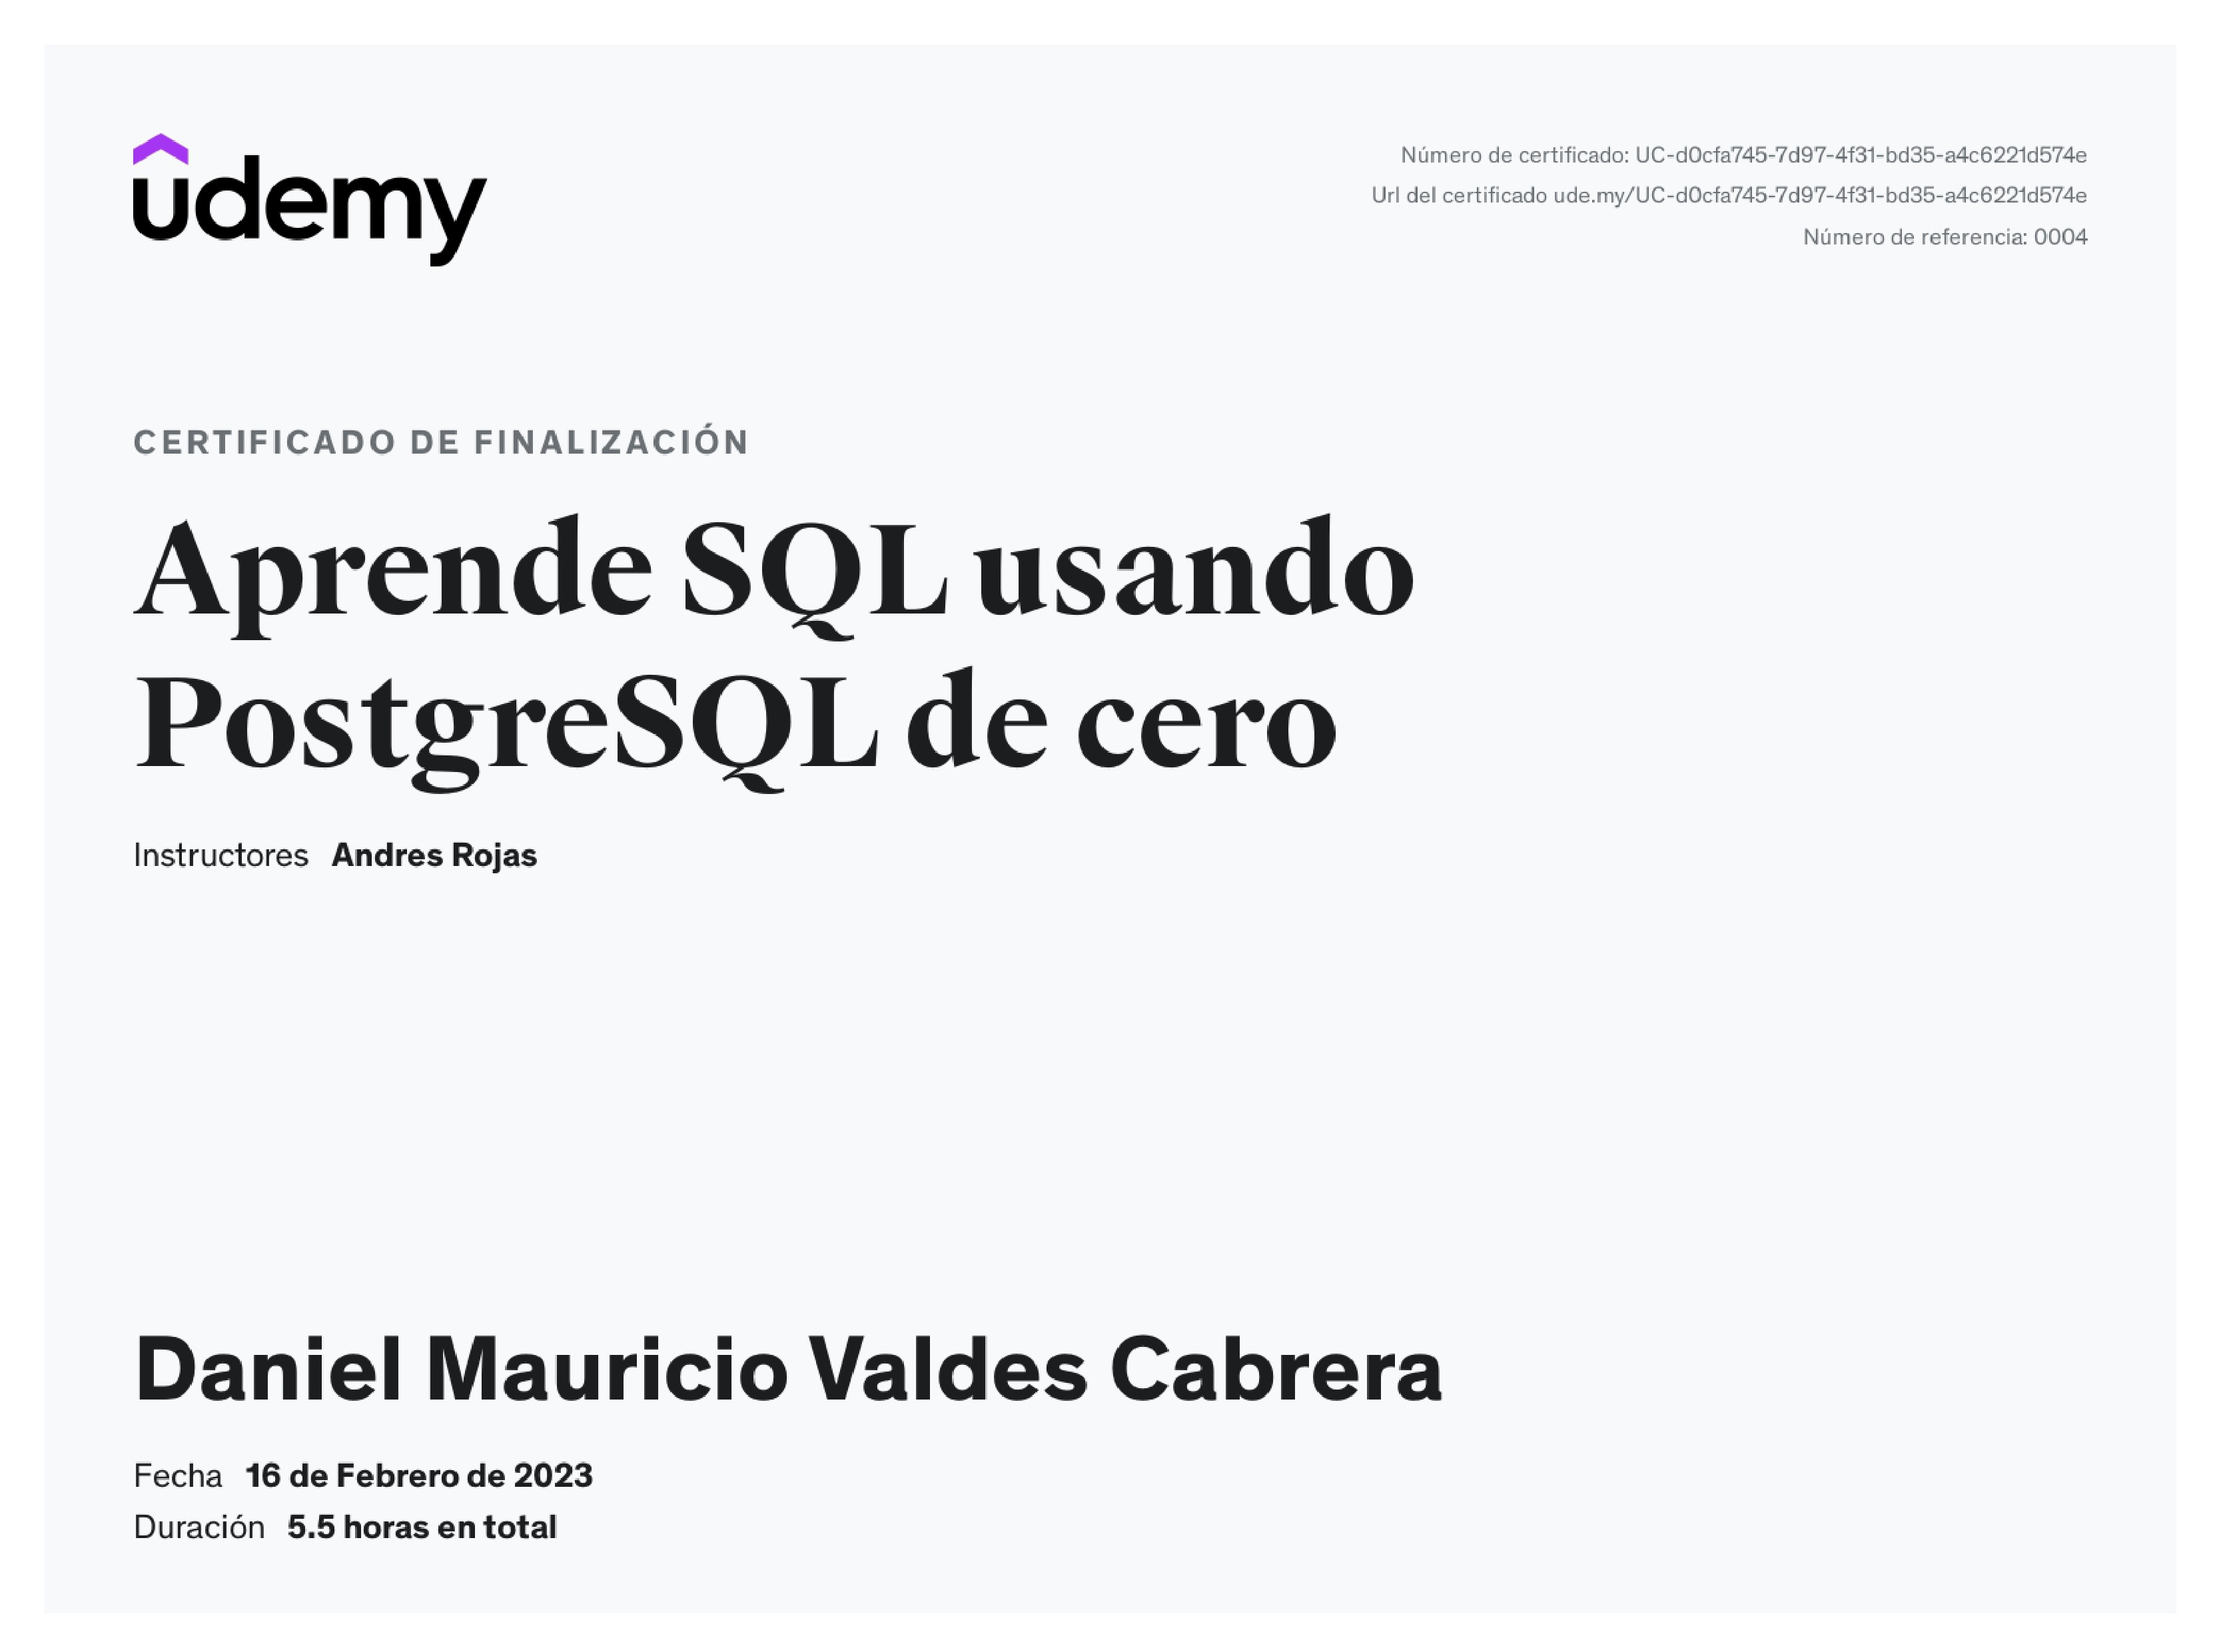 udemy
Número de certificado: UC-d0cfa745-7d97-4f31-bd35-a4c6221d574e
Url del certificado ude.my/UC-d0cfa745-7d97-4f31-bd35-a4c6221d574e
Número de referencia: 0004
CERTIFICADO DE FINALIZACIÓN
Aprende SQL usando
PostgreSQL de cero
Instructores Andres Rojas
Daniel Mauricio Valdes Cabrera
Fecha 16 de Febrero de 2023
Duración 5.5 horas en total